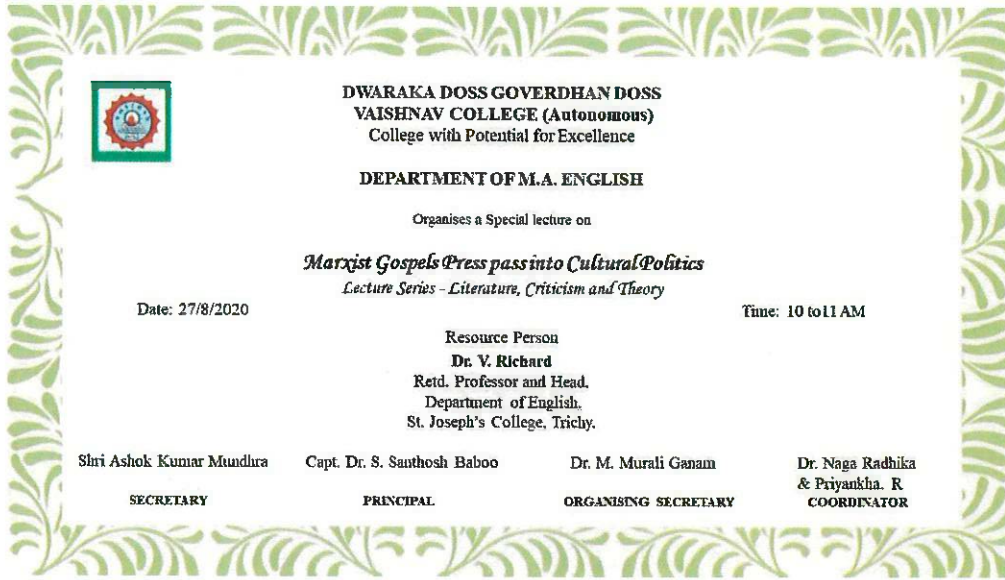 DWARAKA DOSS GOVERDHAN DOSS
VAISHNAV COLLEGE (Autonomous)
College with Potential for Excellence
DEPARTMENT OF M.A. ENGLISH
Organises a Special lecture on
Marxist Gospels Press pass into Cultural Politics
Lecture Series - Literature, Criticism and Theory
Date: 27/8/2020
Time: 10 to11 AM
Resource Person
Dr. V. Richard
Retd. Professor and Head,
Department of English,
St. Joseph's College, Trichy.
Shri Ashok Kumar Mundhra
SECRETARY
Capt. Dr. S. Santhosh Baboo
PRINCIPAL
Dr. M. Murali Ganam
ORGANISING SECRETARY
Dr. Naga Radhika
& Priyankha. R
COORDINATOR